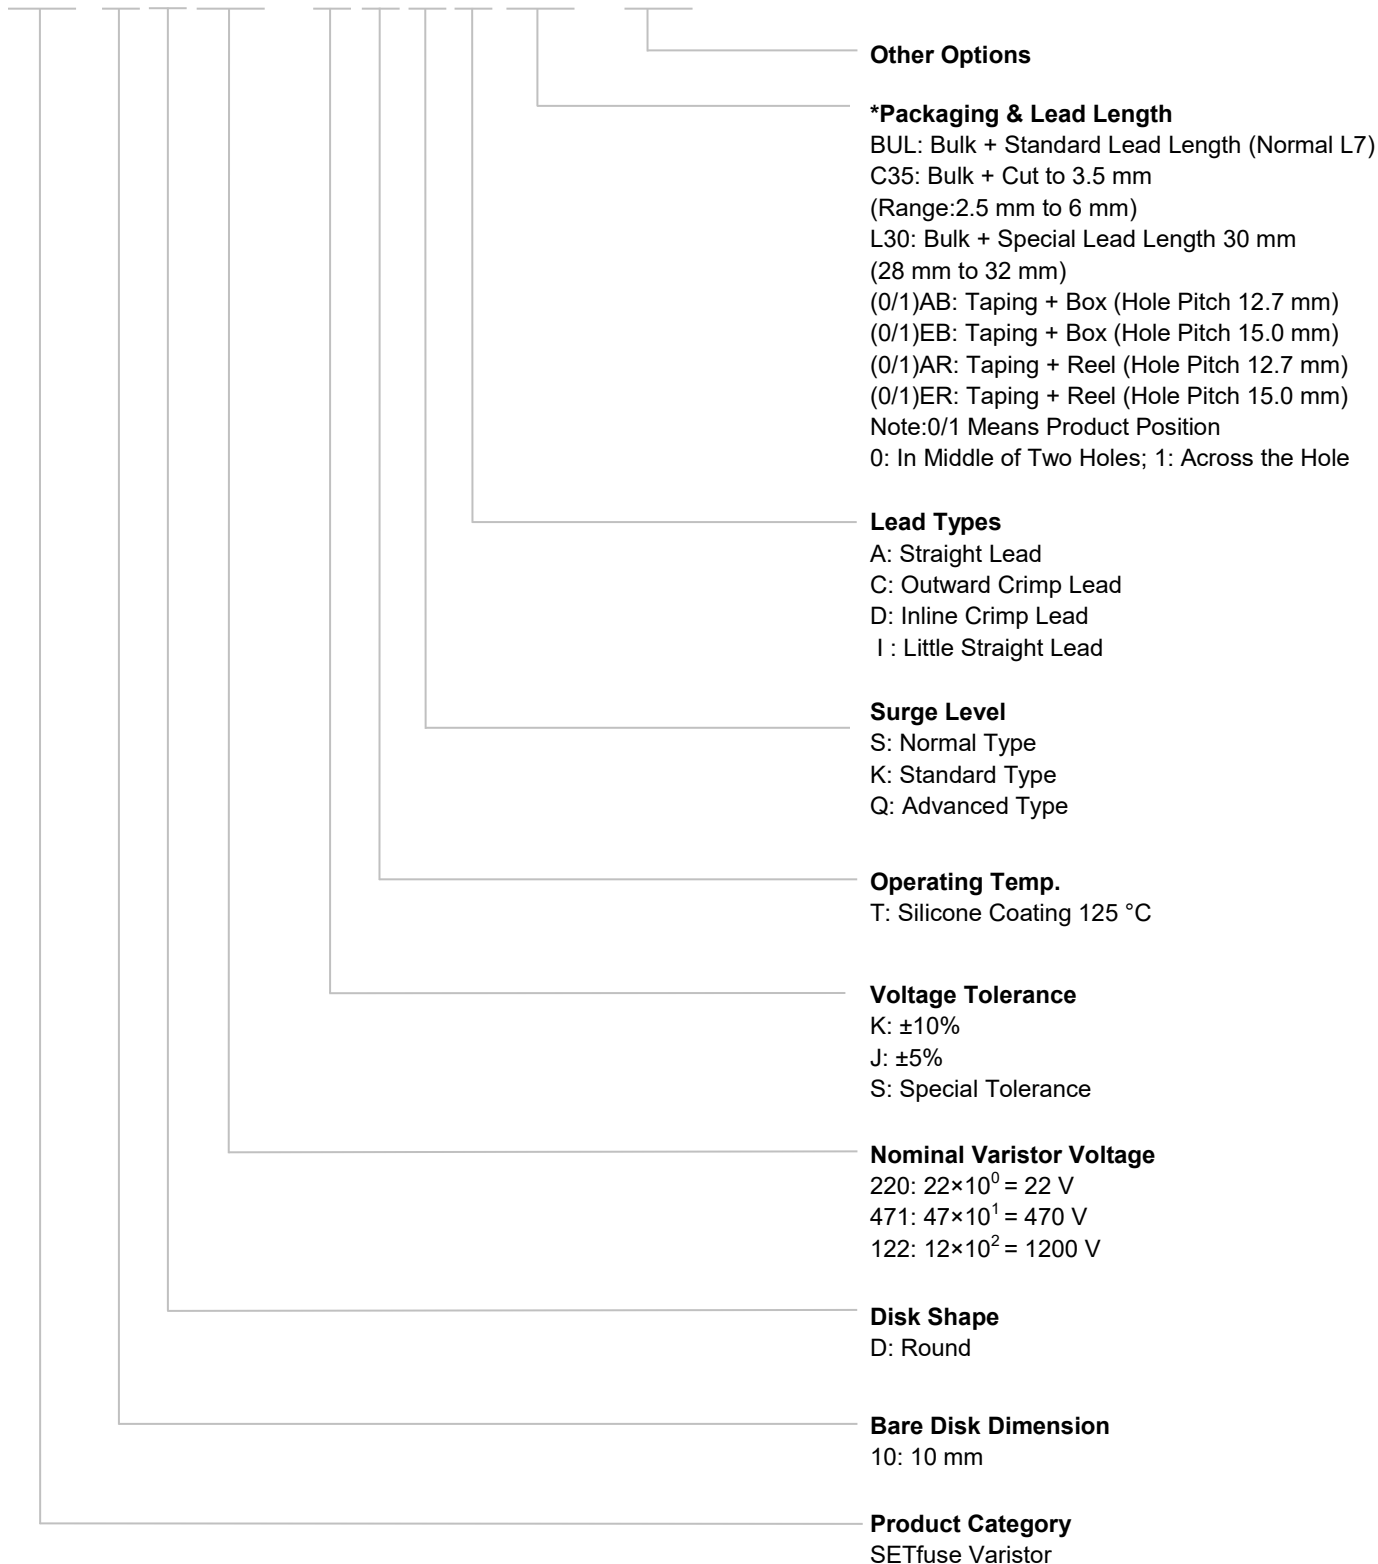 Other Options
*Packaging & Lead Length
BUL: Bulk + Standard Lead Length (Normal L7)
C35: Bulk + Cut to 3.5 mm
(Range:2.5 mm to 6 mm)
L30: Bulk + Special Lead Length 30 mm
(28 mm to 32 mm)
(0/1)AB: Taping + Box (Hole Pitch 12.7 mm)
(0/1)EB: Taping + Box (Hole Pitch 15.0 mm)
(0/1)AR: Taping + Reel (Hole Pitch 12.7 mm)
(0/1)ER: Taping + Reel (Hole Pitch 15.0 mm)
Note:0/1 Means Product Position
0: In Middle of Two Holes; 1: Across the Hole
Lead Types
A: Straight Lead
C: Outward Crimp Lead
D: Inline Crimp Lead
I : Little Straight Lead
Surge Level
S: Normal Type
K: Standard Type
Q: Advanced Type
Operating Temp.
T: Silicone Coating 125 °C
Voltage Tolerance
K: ±10%
J: ±5%
S: Special Tolerance
Nominal Varistor Voltage
220: 22×10⁰ = 22 V
471: 47×10¹ = 470 V
122: 12×10² = 1200 V
Disk Shape
D: Round
Bare Disk Dimension
10: 10 mm
Product Category
SETfuse Varistor